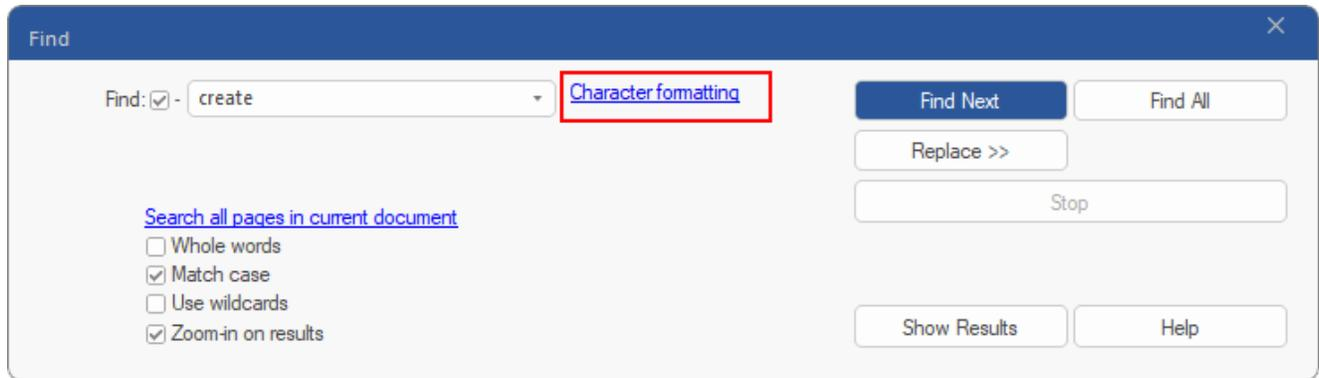 Find
Find: - create Character formatting
Find Next Find All
Replace >>
Stop
Search all pages in current document
Whole words
Match case
Use wildcards
Zoom-in on results
Show Results Help